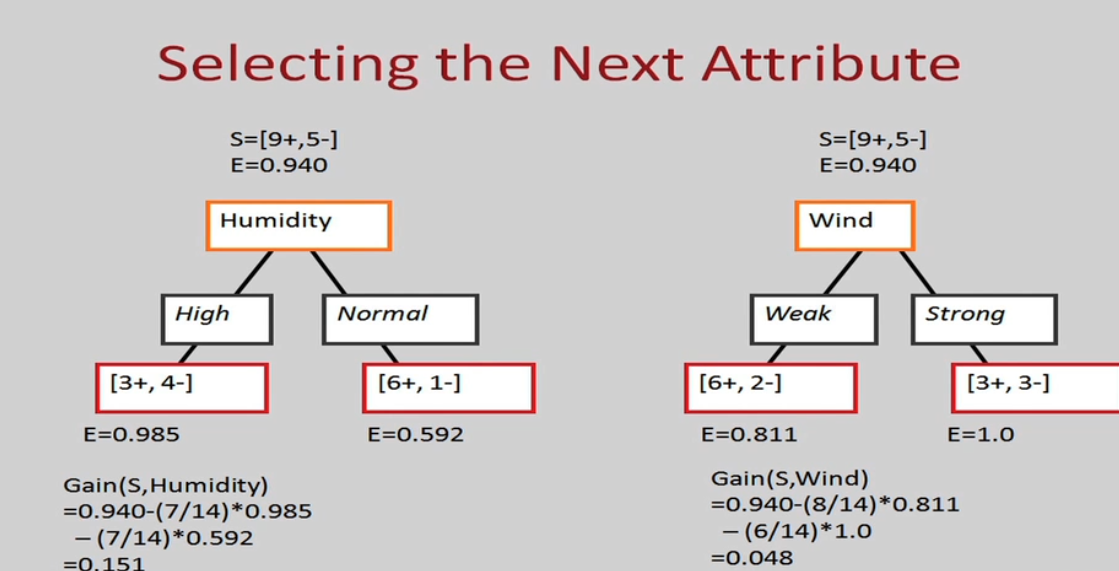 Selecting the Next Attribute
S=[9+,5-]
E=0.940
Humidity
High
Normal
[3+, 4-]
[6+, 1-]
E=0.985
E=0.592
Gain(S,Humidity)
=0.940-(7/14)*0.985
– (7/14)*0.592
=0.151
S=[9+,5-]
E=0.940
Wind
Weak
Strong
[6+, 2-]
[3+, 3-]
E=0.811
E=1.0
Gain(S,Wind)
=0.940-(8/14)*0.811
– (6/14)*1.0
=0.048